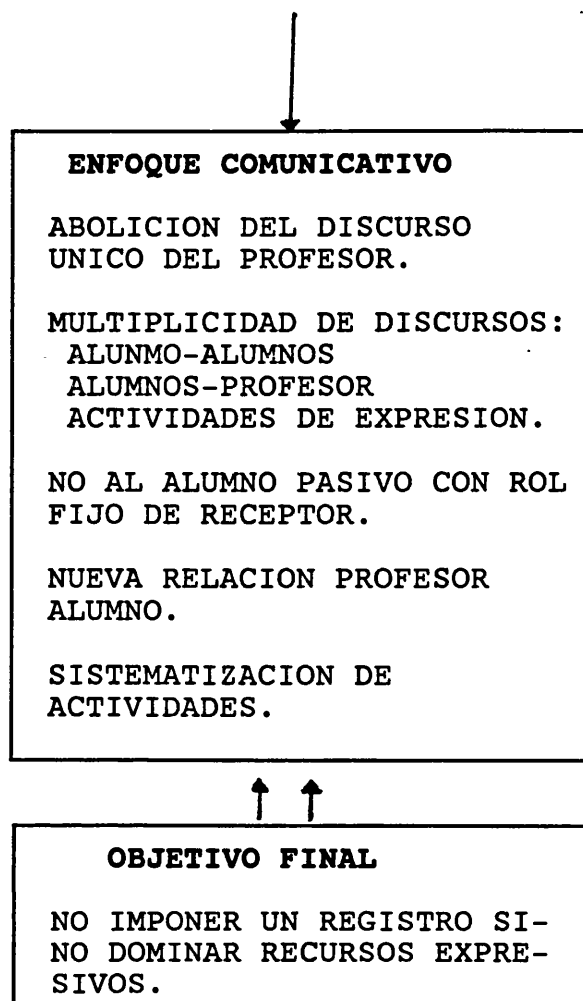 ENFOQUE COMUNICATIVO
ABOLICION DEL DISCURSO
UNICO DEL PROFESOR.
MULTIPLICIDAD DE DISCURSOS:
ALUNMO-ALUMNOS
ALUMNOS-PROFESOR
ACTIVIDADES DE EXPRESION.
NO AL ALUMNO PASIVO CON ROL
FIJO DE RECEPTOR.
NUEVA RELACION PROFESOR
ALUMNO.
SISTEMATIZACION DE
ACTIVIDADES.
OBJETIVO FINAL
NO IMPONER UN REGISTRO SI-
NO DOMINAR RECURSOS EXPRE-
SIVOS.